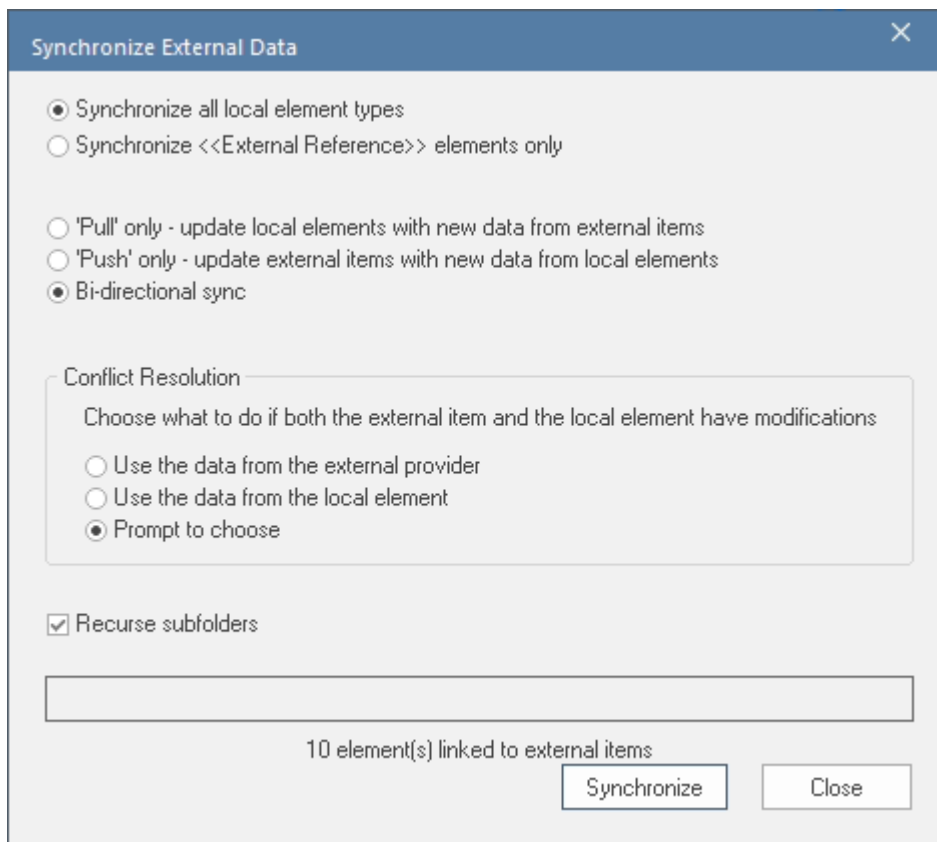 Synchronize External Data
Synchronize all local element types
Synchronize <<External Reference>> elements only
'Pull' only - update local elements with new data from external items
'Push' only - update external items with new data from local elements
Bi-directional sync
Conflict Resolution
Choose what to do if both the external item and the local element have modifications
Use the data from the external provider
Use the data from the local element
Prompt to choose
Recurse subfolders
10 element(s) linked to external items
Synchronize
Close